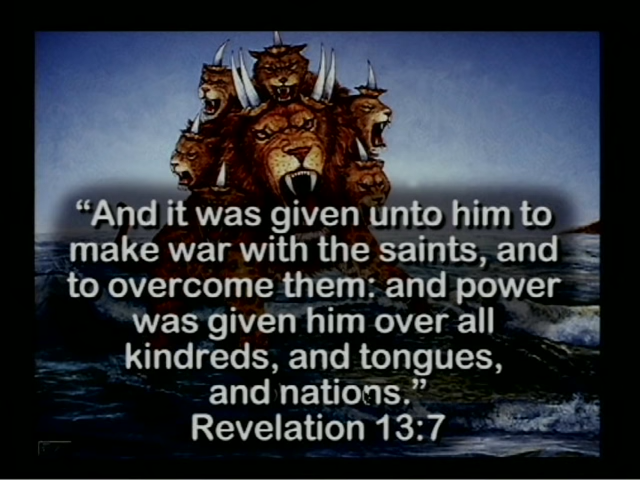 “And it was given unto him to
make war with the saints, and
to overcome them: and power
was given him over all
kindreds, and tongues,
and nations.”
Revelation 13:7